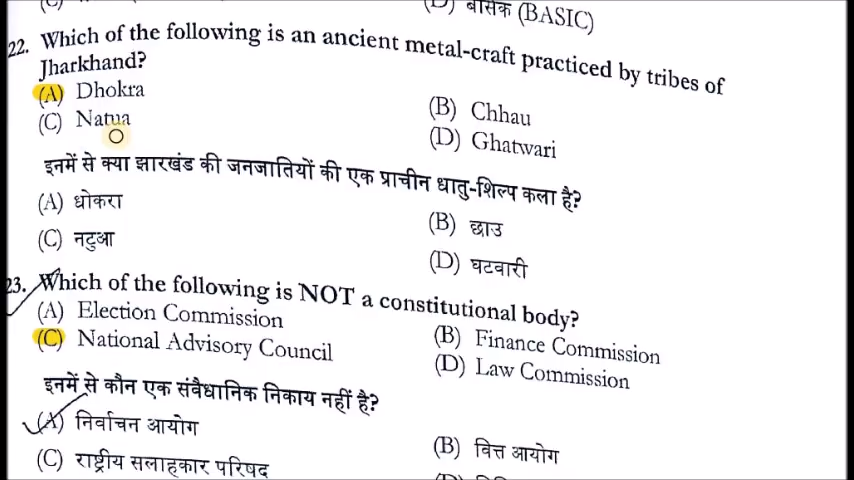 (D) बेसिक (BASIC)
22. Which of the following is an ancient metal-craft practiced by tribes of
Jharkhand?
(A) Dhokra
(B) Chhau
(C) Natua
(D) Ghatwari
इनमें से क्या झारखंड की जनजातियों की एक प्राचीन धातु-शिल्प कला है?
(A) धोकरा
(B) छाउ
(C) नटुआ
(D) घटवारी
23. Which of the following is NOT a constitutional body?
(A) Election Commission
(B) Finance Commission
(C) National Advisory Council
(D) Law Commission
इनमें से कौन एक संवैधानिक निकाय नहीं है?
(A) निर्वाचन आयोग
(B) वित्त आयोग
(C) राष्ट्रीय सलाहकार परिषद